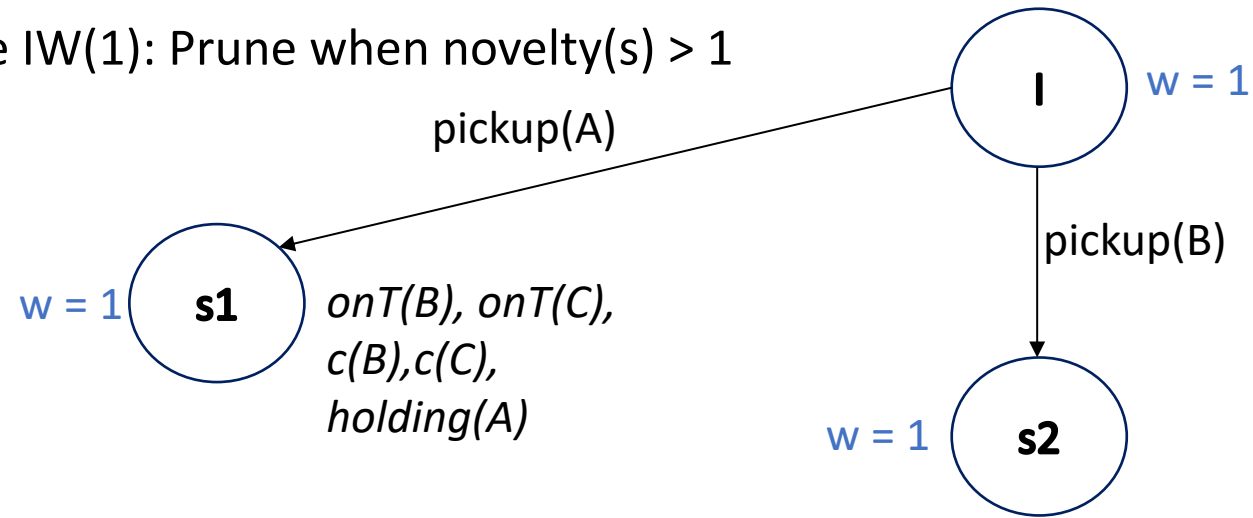 e IW(1): Prune when novelty(s) > 1
I
w = 1
pickup(A)
pickup(B)
w = 1
s1
onT(B), onT(C),
c(B),c(C),
holding(A)
w = 1
s2